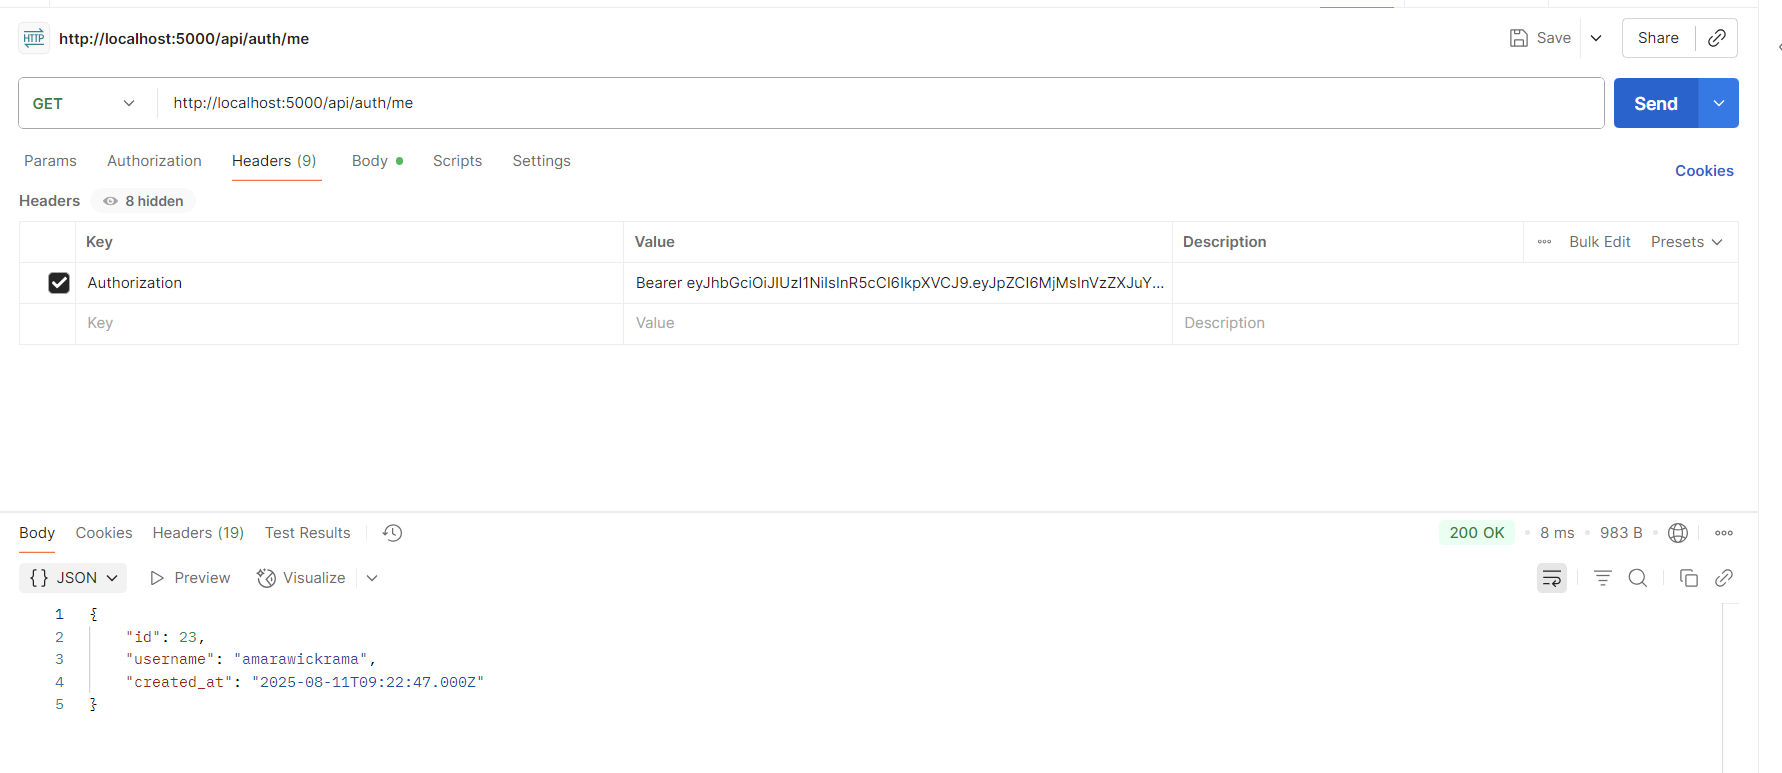 HTTP http://localhost:5000/api/auth/me Save Share
GET http://localhost:5000/api/auth/me Send
Params Authorization Headers (9) Body Scripts Settings Cookies
Headers 8 hidden
Key Value Description Bulk Edit Presets
Authorization Bearer eyJhbGciOiJIUzI1NiIsInR5cCI6IkpXVCJ9.eyJpZCI6MjMsInVzZXJuY...
Key Value Description
Body Cookies Headers (19) Test Results 200 OK 8 ms 983 B
{} JSON Preview Visualize
1 {
2 "id": 23,
3 "username": "amarawickrama",
4 "created_at": "2025-08-11T09:22:47.000Z"
5 }